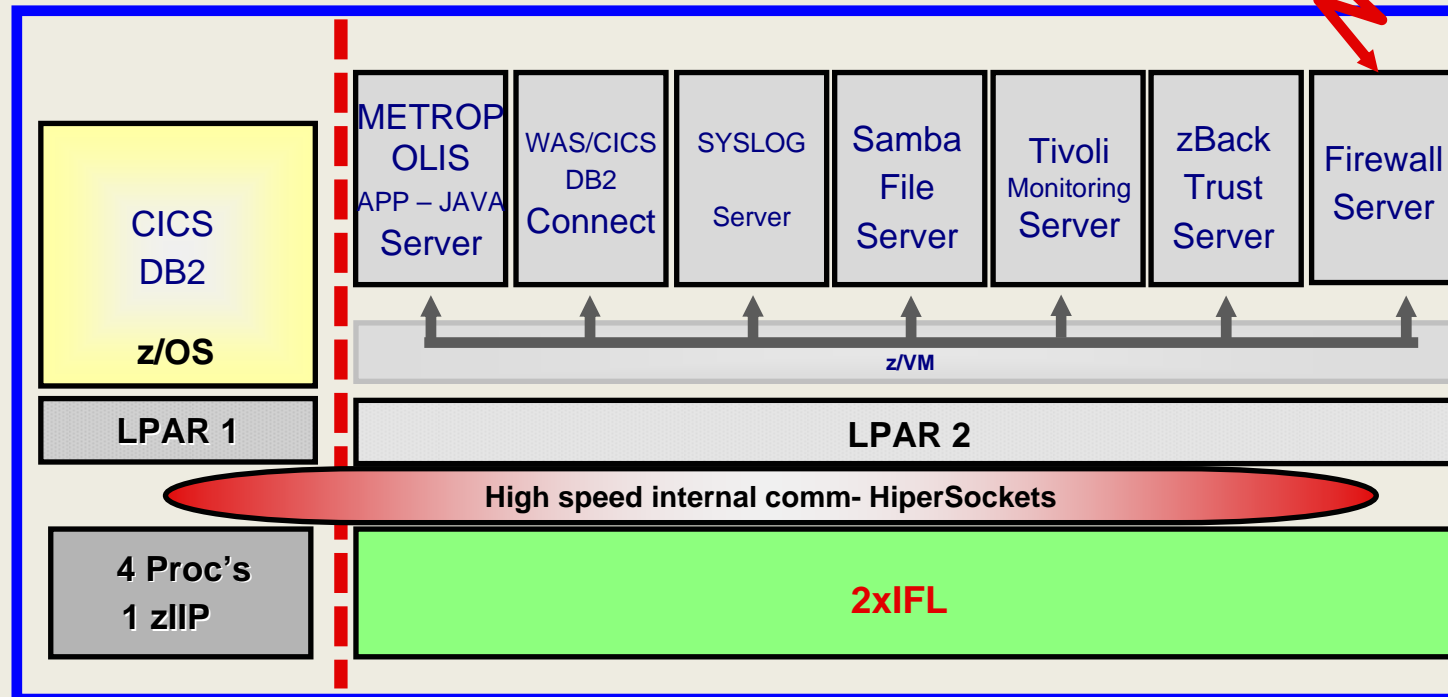 CICS
DB2
z/OS
METROP
OLIS
APP – JAVA
Server
WAS/CICS
DB2
Connect
SYSLOG
Server
Samba
File
Server
Tivoli
Monitoring
Server
zBack
Trust
Server
Firewall
Server
z/VM
LPAR 1
LPAR 2
High speed internal comm- HiperSockets
4 Proc’s
1 zIIP
2xIFL